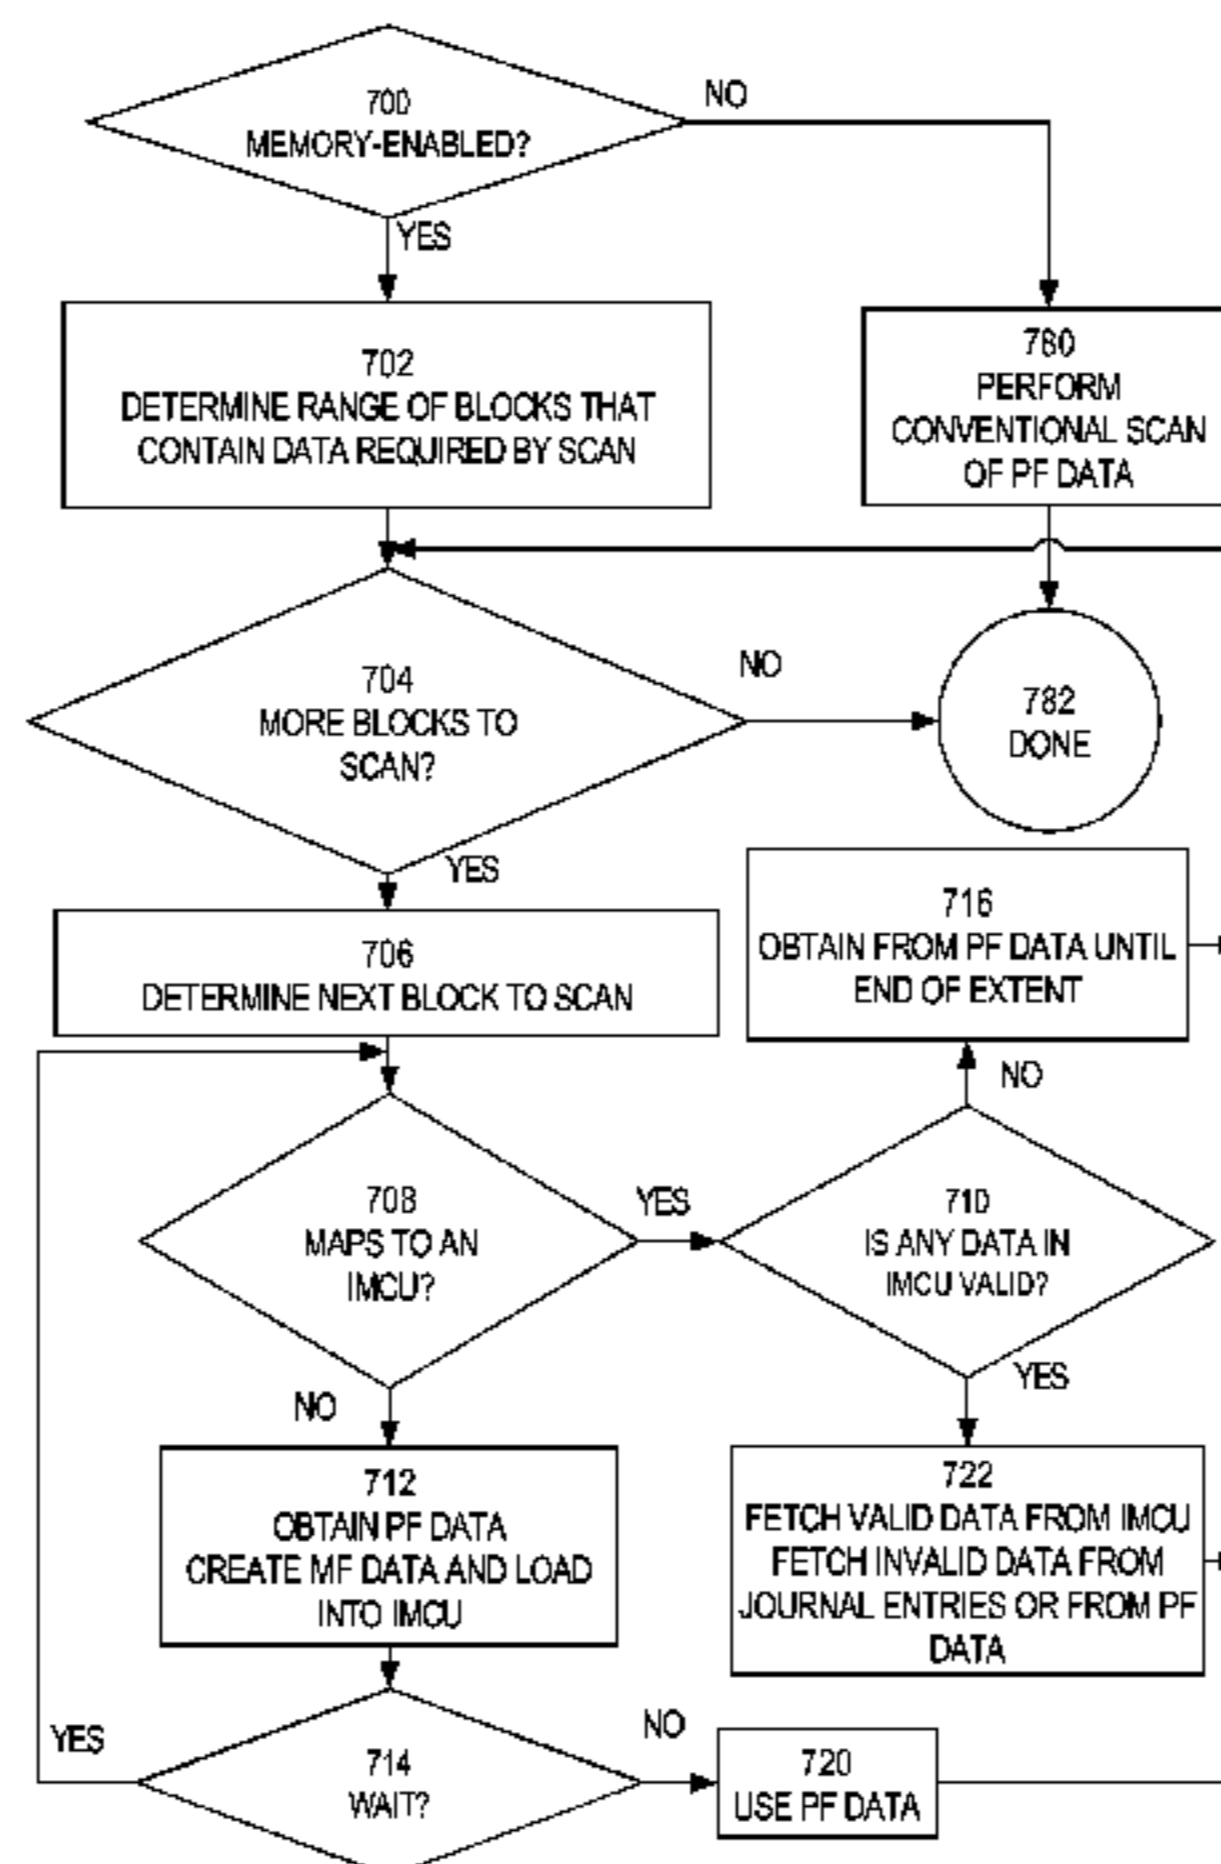 700
MEMORY-ENABLED?
NO
YES
702
DETERMINE RANGE OF BLOCKS THAT
CONTAIN DATA REQUIRED BY SCAN
780
PERFORM
CONVENTIONAL SCAN
OF PF DATA
704
MORE BLOCKS TO
SCAN?
NO
782
DONE
YES
706
DETERMINE NEXT BLOCK TO SCAN
716
OBTAIN FROM PF DATA UNTIL
END OF EXTENT
NO
708
MAPS TO AN
IMCU?
YES
710
IS ANY DATA IN
IMCU VALID?
YES
NO
712
OBTAIN PF DATA
CREATE MF DATA AND LOAD
INTO IMCU
722
FETCH VALID DATA FROM IMCU
FETCH INVALID DATA FROM
JOURNAL ENTRIES OR FROM PF
DATA
YES
714
WAIT?
NO
720
USE PF DATA